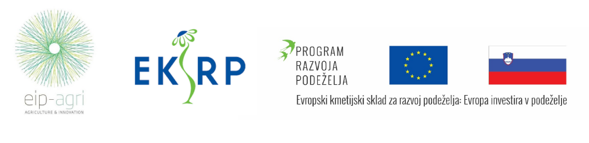 eip-agri
AGRICULTURE & INNOVATION
EKSRP
PROGRAM
RAZVOJA
PODEŽELJA
Evropski kmetijski sklad za razvoj podeželja: Evropa investira v podeželje